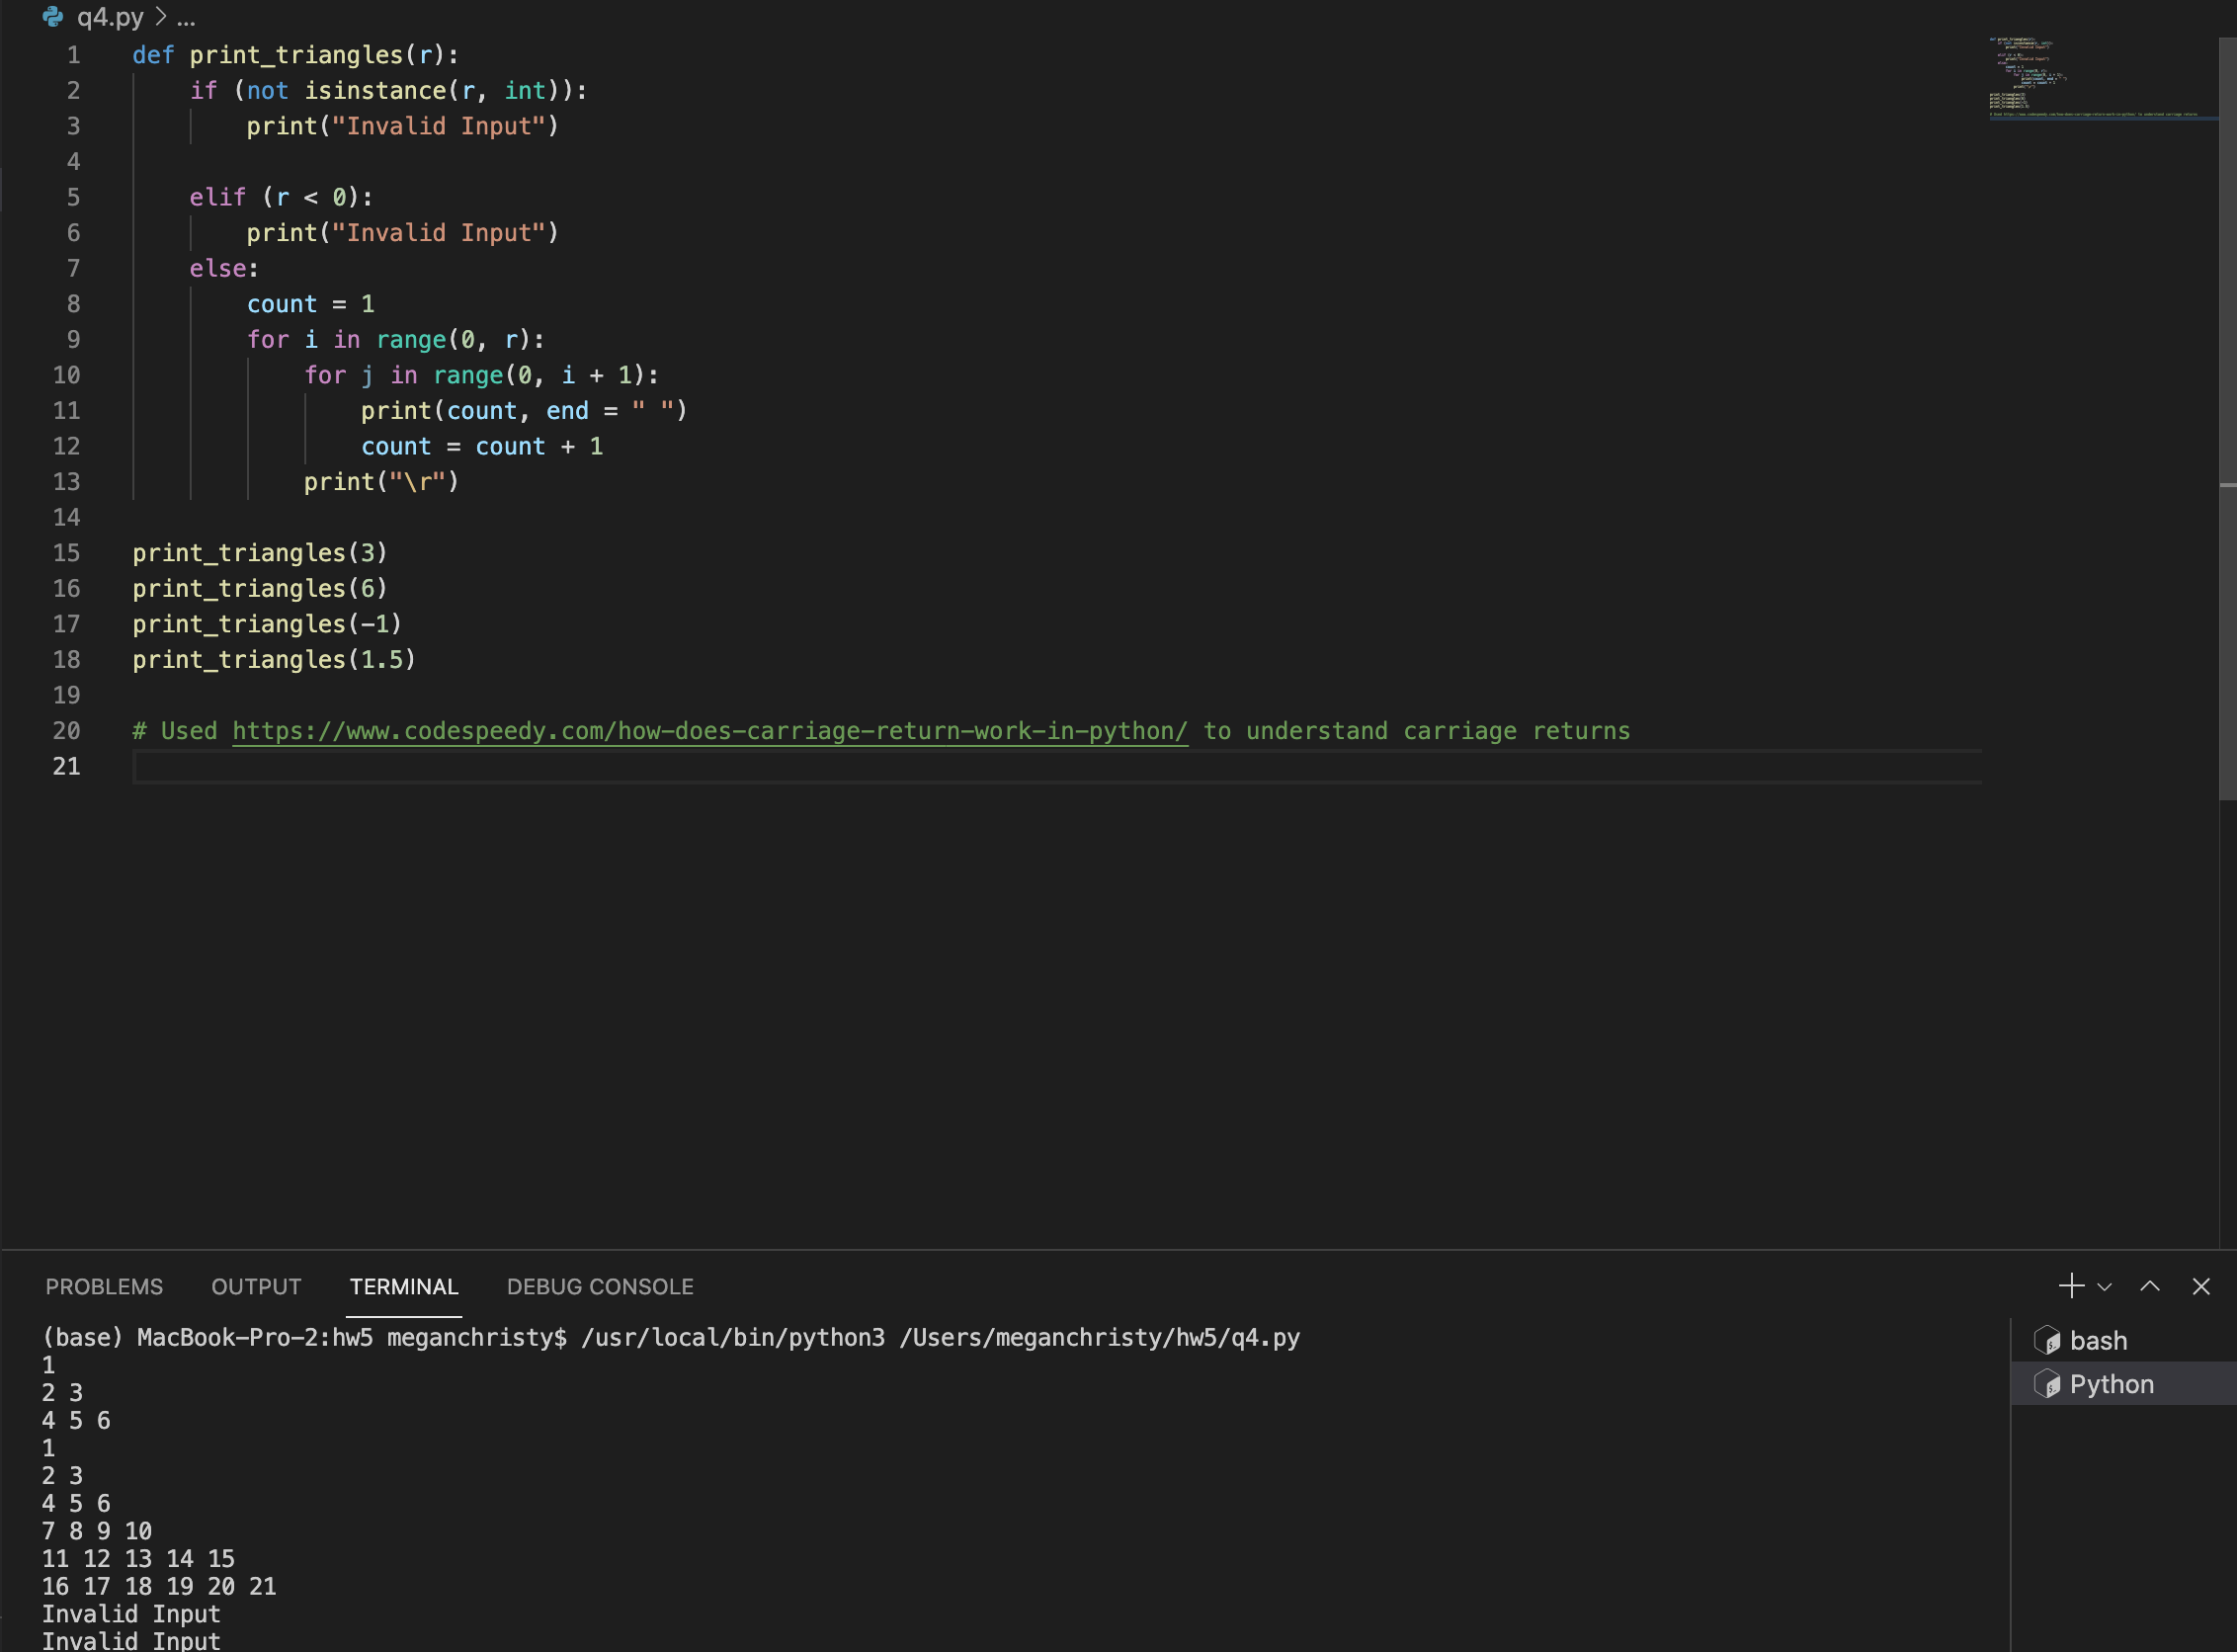 q4.py > ...
1 def print_triangles(r):
2     if (not isinstance(r, int)):
3         print("Invalid Input")
4
5     elif (r < 0):
6         print("Invalid Input")
7     else:
8         count = 1
9         for i in range(0, r):
10             for j in range(0, i + 1):
11                 print(count, end = " ")
12                 count = count + 1
13             print("\r")
14
15 print_triangles(3)
16 print_triangles(6)
17 print_triangles(-1)
18 print_triangles(1.5)
19
20 # Used https://www.codespeedy.com/how-does-carriage-return-work-in-python/ to understand carriage returns
21
PROBLEMS OUTPUT TERMINAL DEBUG CONSOLE
(base) MacBook-Pro-2:hw5 meganchristy$ /usr/local/bin/python3 /Users/meganchristy/hw5/q4.py
bash
1
2 3
Python
4 5 6
1
2 3
4 5 6
7 8 9 10
11 12 13 14 15
16 17 18 19 20 21
Invalid Input
Invalid Input